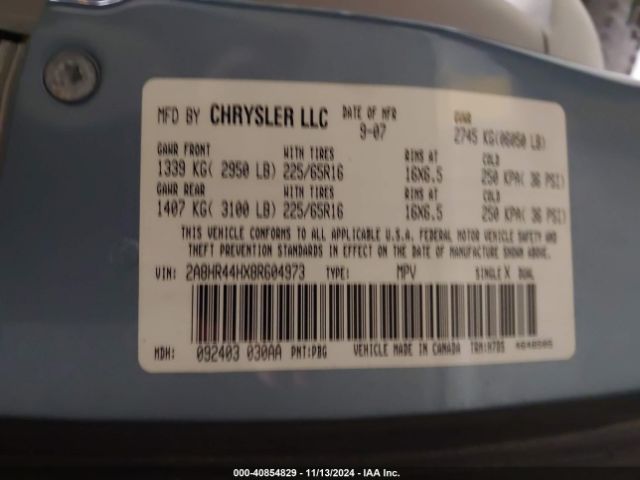 MFD BY CHRYSLER LLC DATE OF MFR GVWR
9-07 2745 KG(06050 LB)
GAWR FRONT WITH TIRES RIMS AT COLD
1339 KG( 2950 LB) 225/65R16 16X6.5 250 KPA( 36 PSI)
GAWR REAR WITH TIRES RIMS AT COLD
1407 KG( 3100 LB) 225/65R16 16X6.5 250 KPA( 36 PSI)
THIS VEHICLE CONFORMS TO ALL APPLICABLE U.S.A. FEDERAL MOTOR VEHICLE SAFETY AND
THEFT PREVENTION STANDARDS IN EFFECT ON THE DATE OF MANUFACTURE SHOWN ABOVE.
VIN: 2A8HR44HX8R604973 TYPE: MPV SINGLE X DUAL
MDH: 092403 030AA PNT:PBG VEHICLE MADE IN CANADA TRM:H7D5
000-40854829 - 11/13/2024 - IAA Inc.